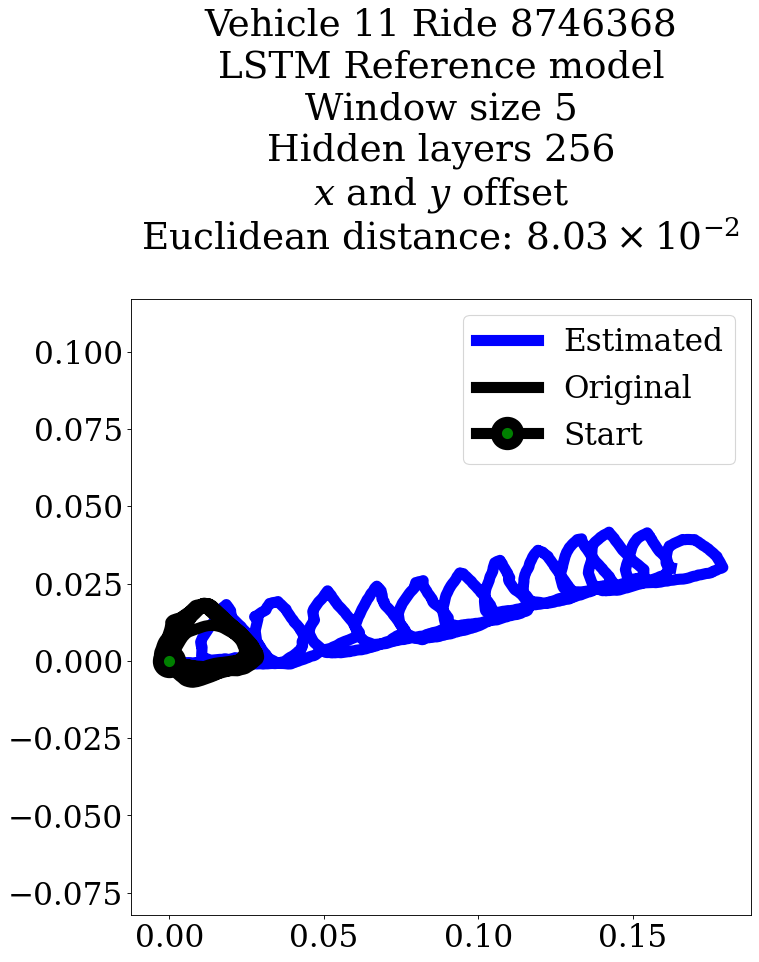 Vehicle 11 Ride 8746368
LSTM Reference model
Window size 5
Hidden layers 256
x and y offset
Euclidean distance: 8.03 × 10⁻²
Estimated
Original
Start
0.100
0.075
0.050
0.025
0.000
−0.025
−0.050
−0.075
0.00 0.05 0.10 0.15